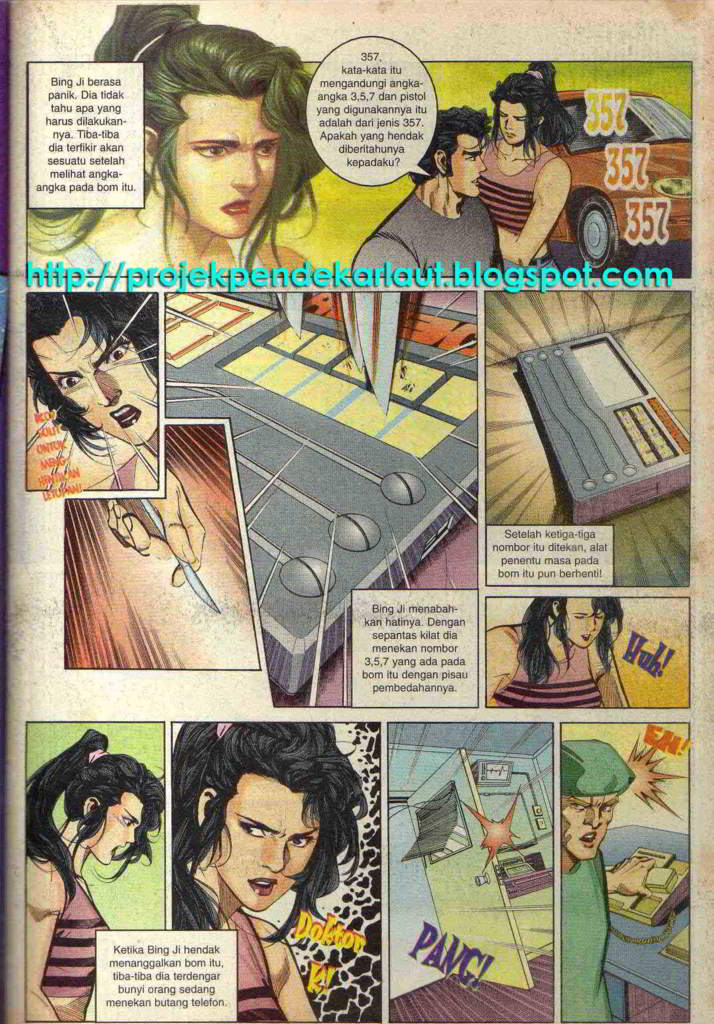 Bing Ji berasa
panik. Dia tidak
tahu apa yang
harus dilakukan-
nya. Tiba-tiba
dia terfikir akan
sesuatu setelah
melihat angka-
angka pada bom itu.
357,
kata-kata itu
mengandungi angka-
angka 3,5,7 dan pistol
yang digunakannya itu
adalah dari jenis 357.
Apakah yang hendak
diberitahunya
kepadaku?
357
357
357
http://projekpendekarlaut.blogspot.com
UNTUK
LETUPAN!
Bing Ji menabah-
kan hatinya. Dengan
sepantas kilat dia
menekan nombor
3,5,7 yang ada pada
bom itu dengan pisau
pembedahannya.
Setelah ketiga-tiga
nombor itu ditekan, alat
penentu masa pada
bom itu pun berhenti!
Huh!
Ketika Bing Ji hendak
menanggalkan bom itu,
tiba-tiba dia terdengar
bunyi orang sedang
menekan butang telefon.
Doktor
K!
PANG!
EH!